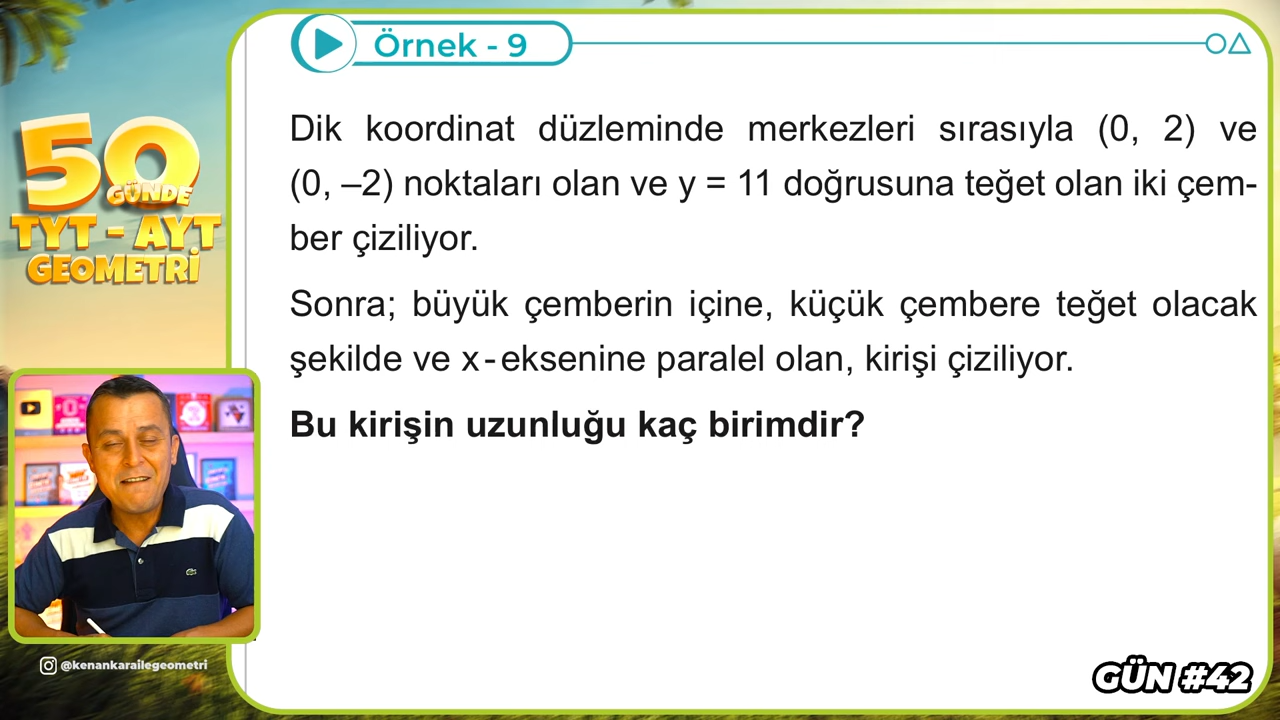 Örnek - 9
50
GÜNDE
TYT - AYT
GEOMETRİ
Dik koordinat düzleminde merkezleri sırasıyla (0, 2) ve
(0, –2) noktaları olan ve y = 11 doğrusuna teğet olan iki çem-
ber çiziliyor.
Sonra; büyük çemberin içine, küçük çembere teğet olacak
şekilde ve x-eksenine paralel olan, kirişi çiziliyor.
Bu kirişin uzunluğu kaç birimdir?
@kenankarailegeometri
GÜN #42